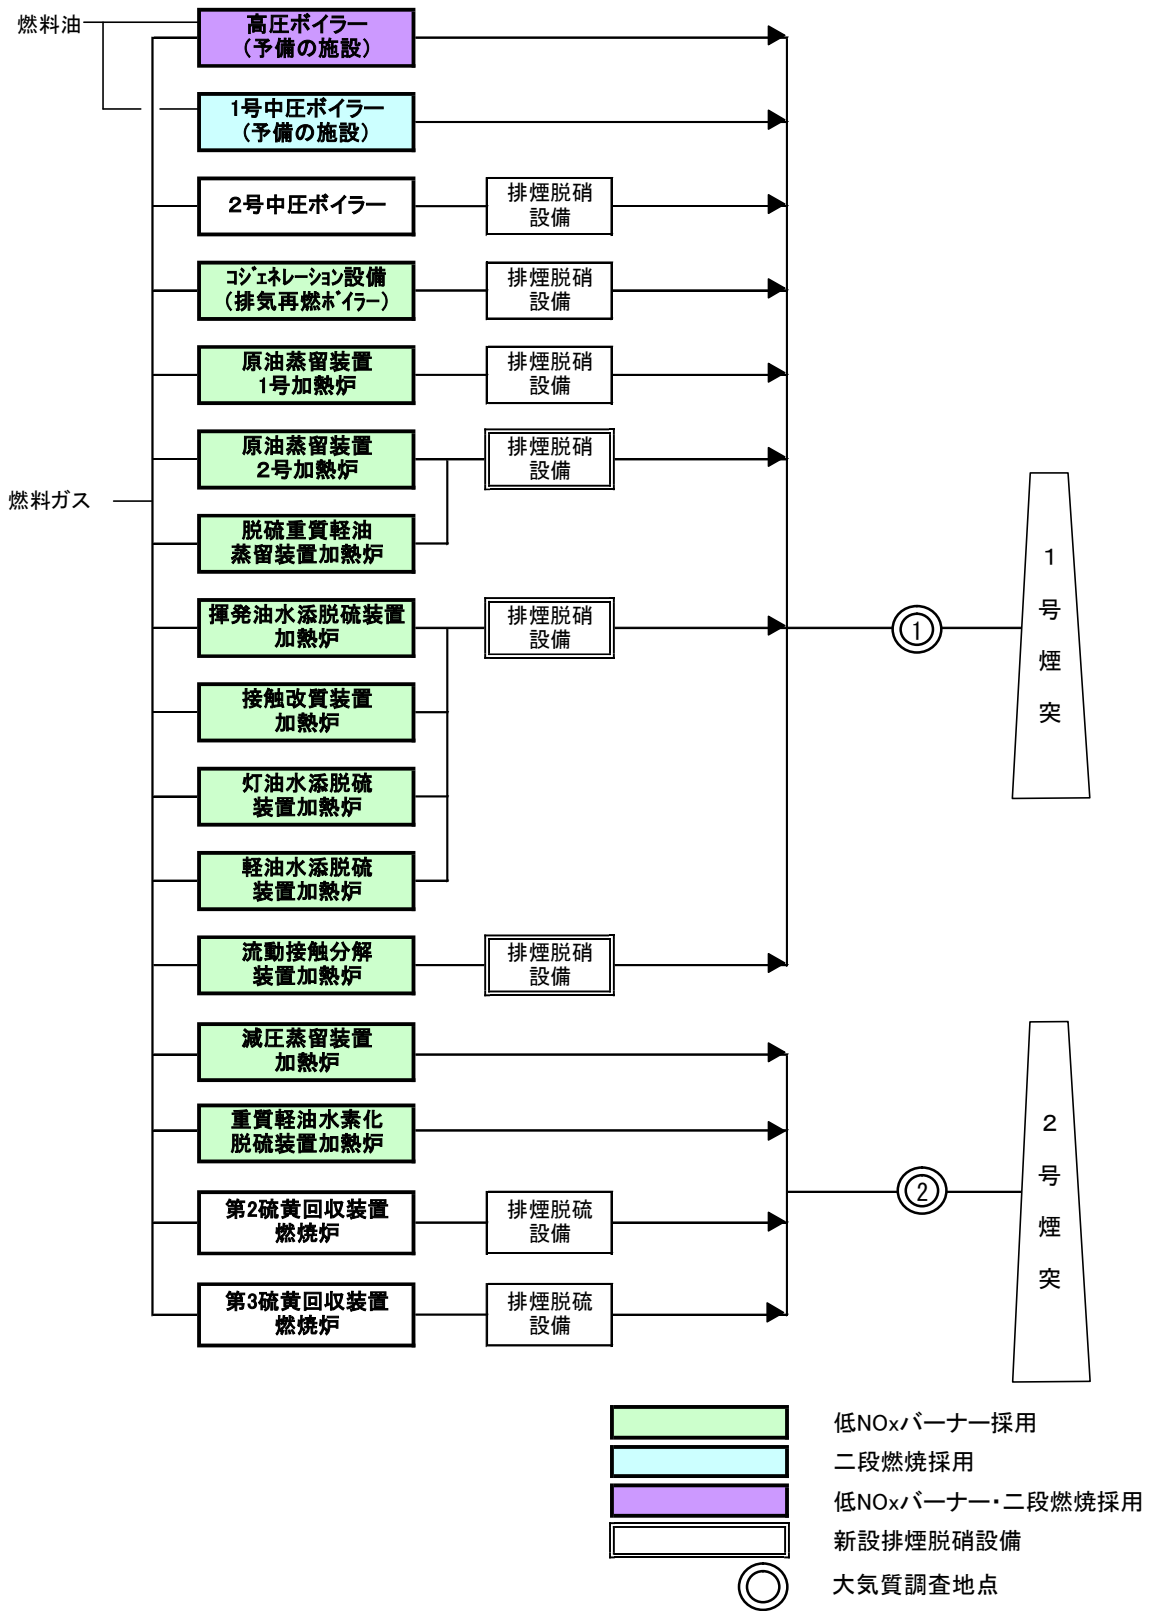 燃料油
高圧ボイラー
（予備の施設）
1号中圧ボイラー
（予備の施設）
2号中圧ボイラー
排煙脱硝
設備
コジェネレーション設備
（排気再燃ボイラー）
排煙脱硝
設備
原油蒸留装置
1号加熱炉
排煙脱硝
設備
原油蒸留装置
2号加熱炉
排煙脱硝
設備
燃料ガス
脱硫重質軽油
蒸留装置加熱炉
揮発油水添脱硫装置
加熱炉
排煙脱硝
設備
①
1
号
煙
突
接触改質装置
加熱炉
灯油水添脱硫
装置加熱炉
軽油水添脱硫
装置加熱炉
流動接触分解
装置加熱炉
排煙脱硝
設備
減圧蒸留装置
加熱炉
重質軽油水素化
脱硫装置加熱炉
第2硫黄回収装置
燃焼炉
排煙脱硫
設備
②
2
号
煙
突
第3硫黄回収装置
燃焼炉
排煙脱硫
設備
低NOxバーナー採用
二段燃焼採用
低NOxバーナー・二段燃焼採用
新設排煙脱硝設備
大気質調査地点